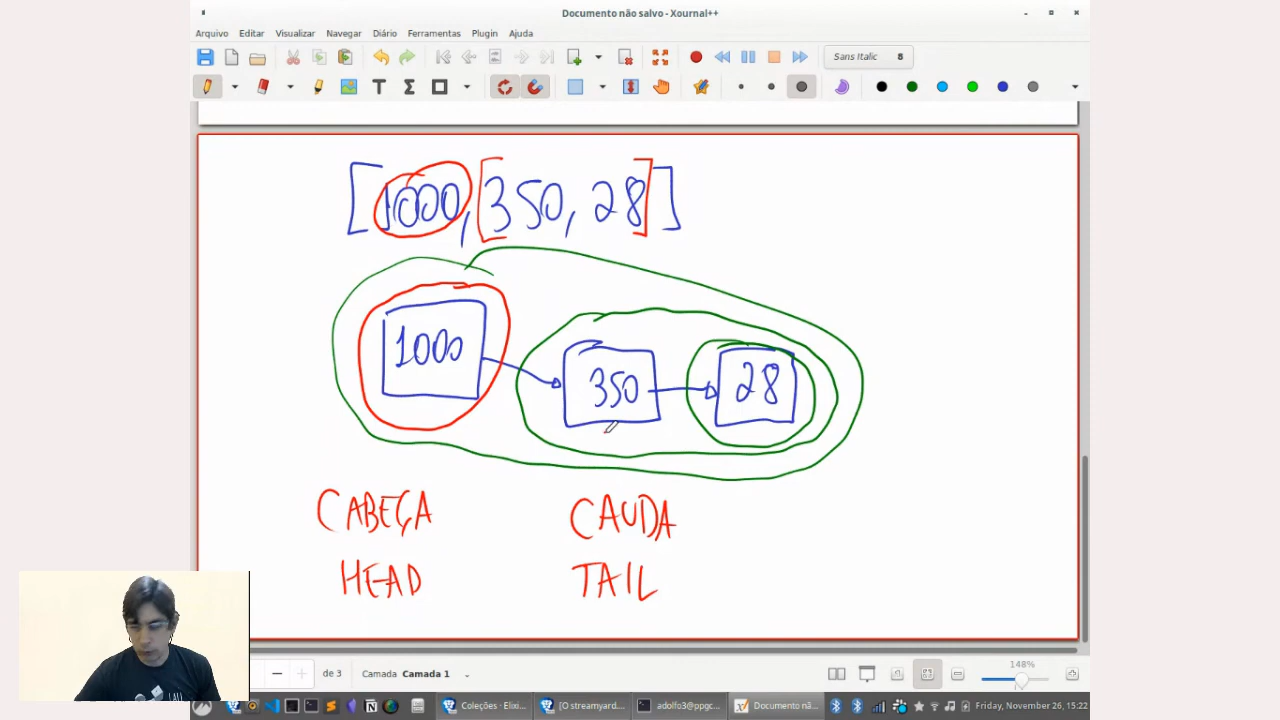 Documento não salvo - Xournal++
Arquivo Editar Visualizar Navegar Diário Ferramentas Plugin Ajuda
Sans Italic 8
[1000, [350, 28]]
1000
350
28
CABEÇA CAUDA
HEAD TAIL
de 3 Camada Camada 1 148%
Coleções - Elixi... [O streamyard... adolfo3@ppgc... Documento nã... Friday, November 26, 15:22